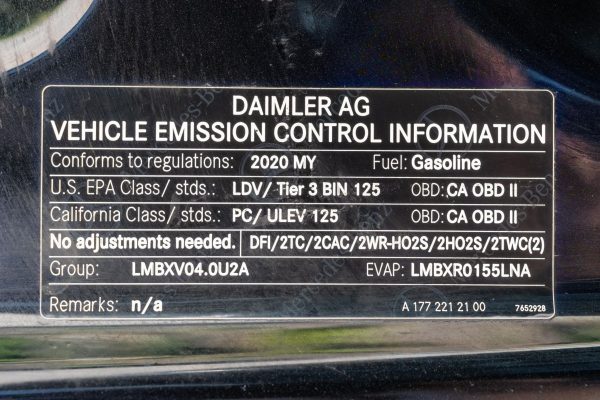 DAIMLER AG
VEHICLE EMISSION CONTROL INFORMATION
Conforms to regulations: 2020 MY Fuel: Gasoline
U.S. EPA Class/ stds.: LDV/ Tier 3 BIN 125 OBD: CA OBD II
California Class/ stds.: PC/ ULEV 125 OBD: CA OBD II
No adjustments needed. DFI/2TC/2CAC/2WR-HO2S/2HO2S/2TWC(2)
Group: LMBXV04.0U2A EVAP: LMBXR0155LNA
Remarks: n/a A 177 221 21 00 7652928